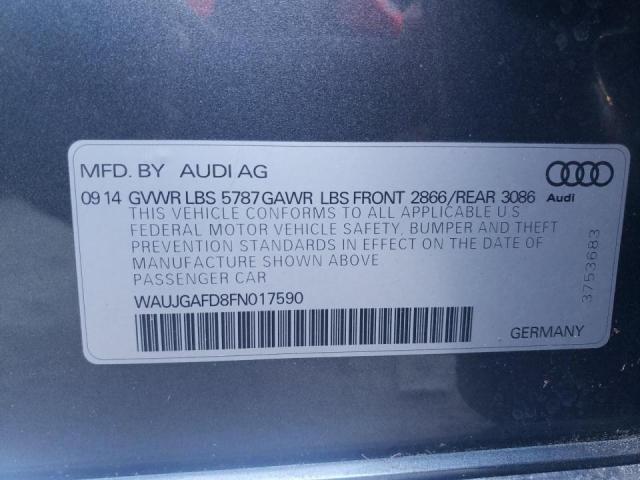 MFD. BY AUDI AG
Audi
09 14 GVWR LBS 5787 GAWR LBS FRONT 2866/REAR 3086
THIS VEHICLE CONFORMS TO ALL APPLICABLE U S
FEDERAL MOTOR VEHICLE SAFETY, BUMPER AND THEFT
PREVENTION STANDARDS IN EFFECT ON THE DATE OF
MANUFACTURE SHOWN ABOVE
PASSENGER CAR
3753683
WAUJGAFD8FN017590
GERMANY